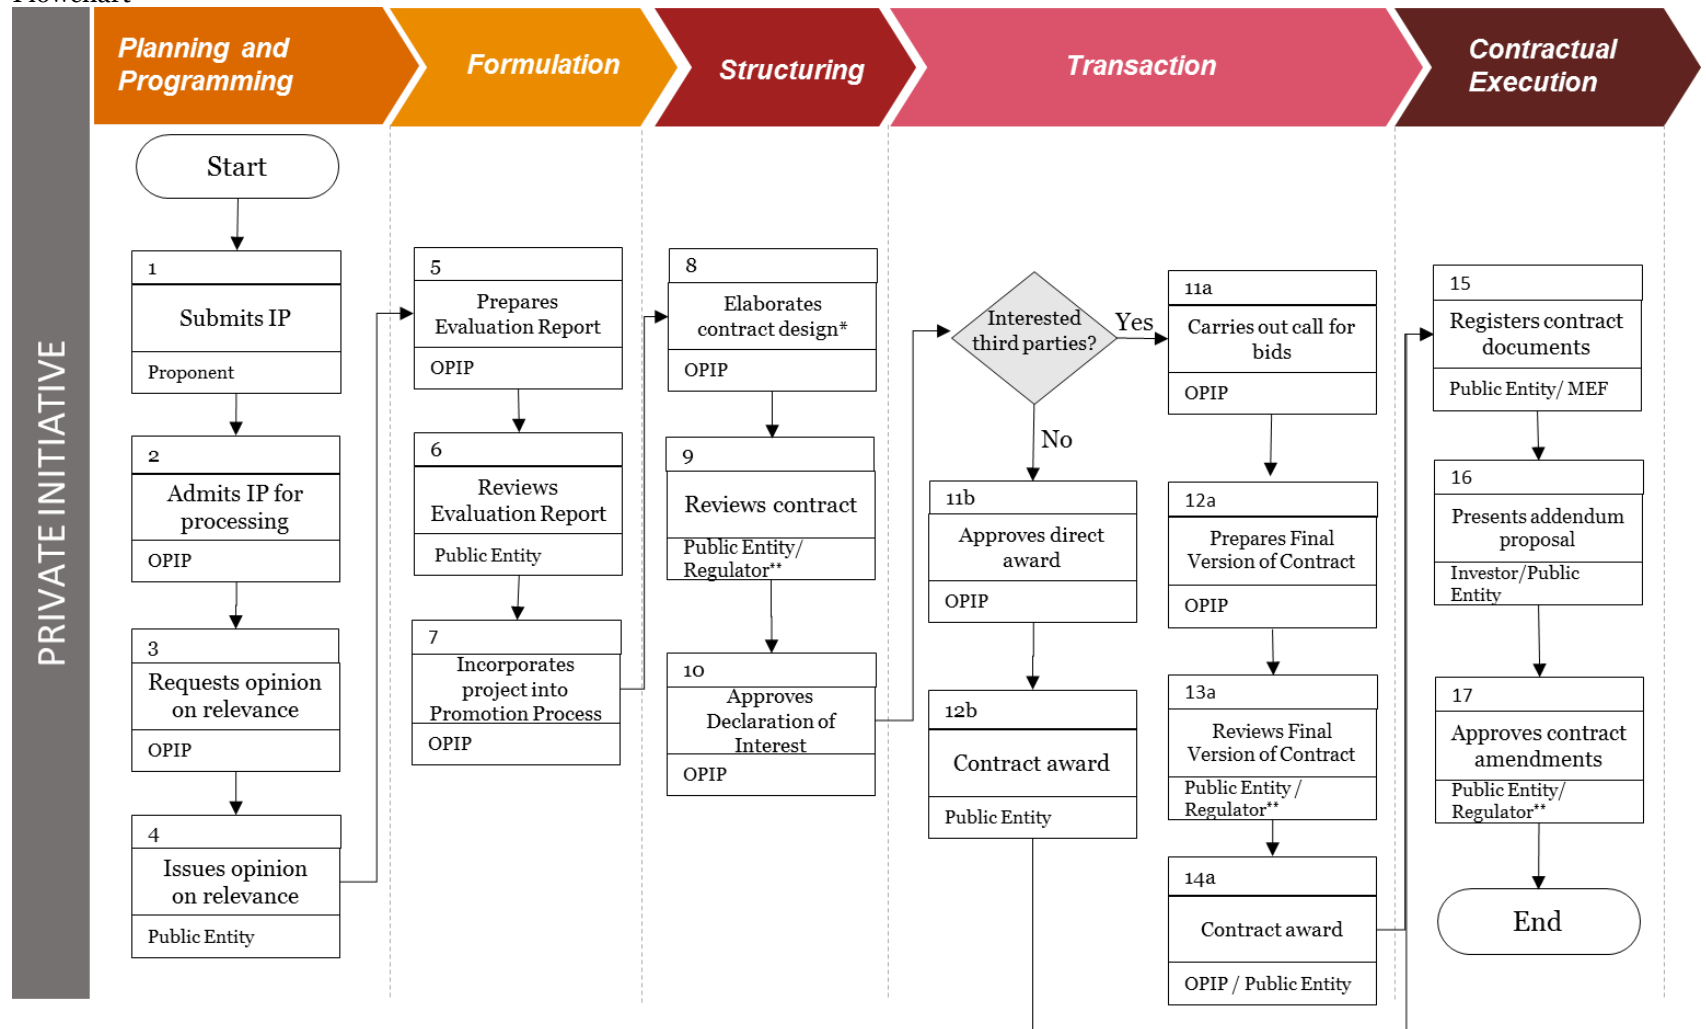 Flowchart
PRIVATE INITIATIVE
Planning and
Programming
Formulation
Structuring
Transaction
Contractual
Execution
Start
1
Submits IP
Proponent
2
Admits IP for
processing
OPIP
3
Requests opinion
on relevance
OPIP
4
Issues opinion
on relevance
Public Entity
5
Prepares
Evaluation Report
OPIP
6
Reviews
Evaluation Report
Public Entity
7
Incorporates
project into
Promotion Process
OPIP
8
Elaborates
contract design*
OPIP
9
Reviews contract
Public Entity/
Regulator**
10
Approves
Declaration of
Interest
OPIP
Interested
third parties?
Yes
No
11b
Approves direct
award
OPIP
12b
Contract award
Public Entity
11a
Carries out call for
bids
OPIP
12a
Prepares Final
Version of Contract
OPIP
13a
Reviews Final
Version of Contract
Public Entity /
Regulator**
14a
Contract award
OPIP / Public Entity
15
Registers contract
documents
Public Entity/ MEF
16
Presents addendum
proposal
Investor/Public
Entity
17
Approves contract
amendments
Public Entity/
Regulator**
End